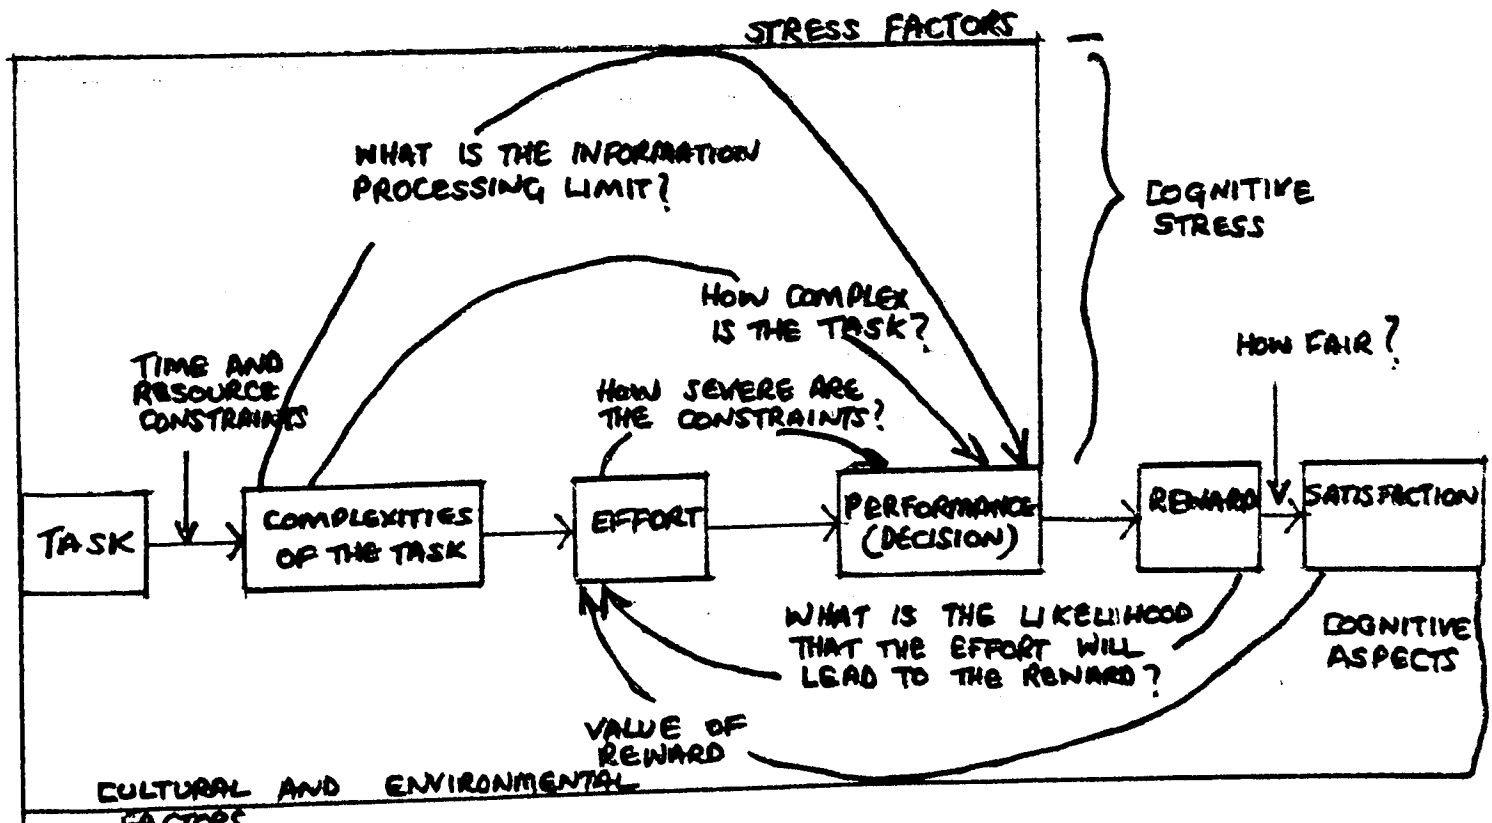 STRESS FACTORS
WHAT IS THE INFORMATION
PROCESSING LIMIT?
COGNITIVE
STRESS
HOW COMPLEX
IS THE TASK?
HOW FAIR?
TIME AND
RESOURCE
CONSTRAINTS
HOW SEVERE ARE
THE CONSTRAINTS?
TASK
COMPLEXITIES
OF THE TASK
EFFORT
PERFORMANCE
(DECISION)
REWARD
SATISFACTION
WHAT IS THE LIKELIHOOD
THAT THE EFFORT WILL
LEAD TO THE REWARD?
COGNITIVE
ASPECTS
VALUE OF
REWARD
CULTURAL AND ENVIRONMENTAL
FACTORS